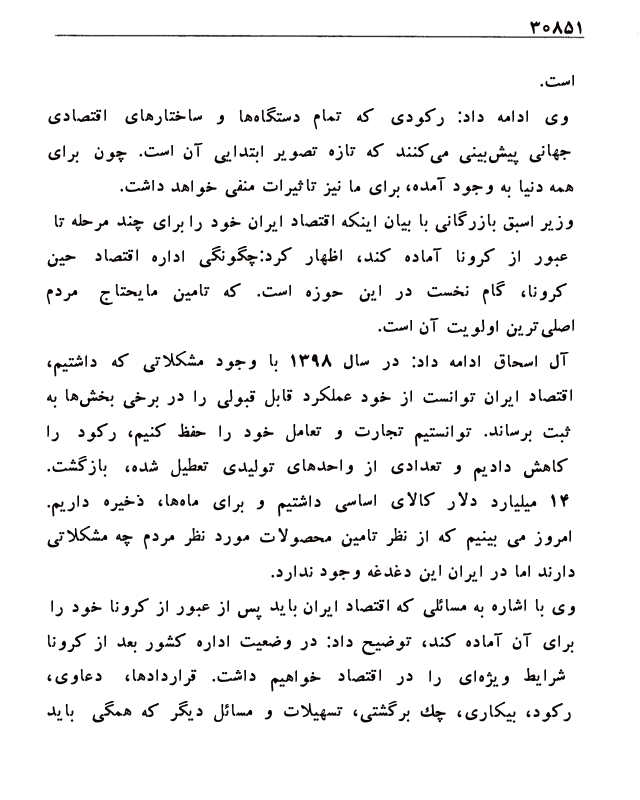 ۳۰۸۵۱
است.
وی ادامه داد: رکودی که تمام دستگاه‌ها و ساختارهای اقتصادی
جهانی پیش‌بینی می‌کنند که تازه تصویر ابتدایی آن است. چون برای
همه دنیا به وجود آمده، برای ما نیز تاثیرات منفی خواهد داشت.
وزیر اسبق بازرگانی با بیان اینکه اقتصاد ایران خود را برای چند مرحله تا
عبور از کرونا آماده کند، اظهار کرد:چگونگی اداره اقتصاد حین
کرونا، گام نخست در این حوزه است. که تامین مایحتاج مردم
اصلی‌ترین اولویت آن است.
آل اسحاق ادامه داد: در سال ۱۳۹۸ با وجود مشکلاتی که داشتیم،
اقتصاد ایران توانست از خود عملکرد قابل قبولی را در برخی بخش‌ها به
ثبت برساند. توانستیم تجارت و تعامل خود را حفظ کنیم، رکود را
کاهش دادیم و تعدادی از واحدهای تولیدی تعطیل شده، بازگشت.
۱۴ میلیارد دلار کالای اساسی داشتیم و برای ماه‌ها، ذخیره داریم.
امروز می بینیم که از نظر تامین محصولات مورد نظر مردم چه مشکلاتی
دارند اما در ایران این دغدغه وجود ندارد.
وی با اشاره به مسائلی که اقتصاد ایران باید پس از عبور از کرونا خود را
برای آن آماده کند، توضیح داد: در وضعیت اداره کشور بعد از کرونا
شرایط ویژه‌ای را در اقتصاد خواهیم داشت. قراردادها، دعاوی،
رکود، بیکاری، چك برگشتی، تسهیلات و مسائل دیگر که همگی باید